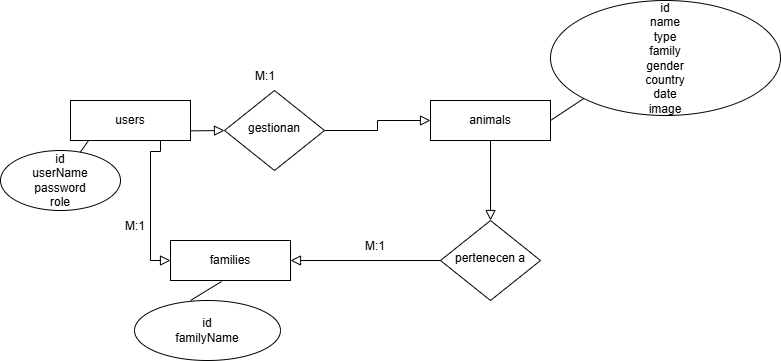 id
name
type
family
gender
country
date
image
M:1
users
gestionan
animals
id
userName
password
role
M:1
families
M:1
pertenecen a
id
familyName